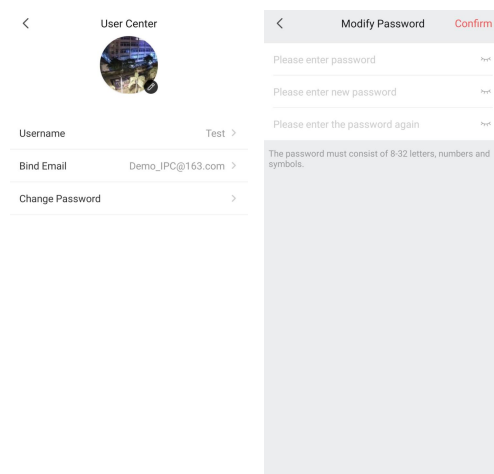 User Center
Username
Test
Bind Email
Demo_IPC@163.com
Change Password
Modify Password
Confirm
Please enter password
Please enter new password
Please enter the password again
The password must consist of 8-32 letters, numbers and
symbols.